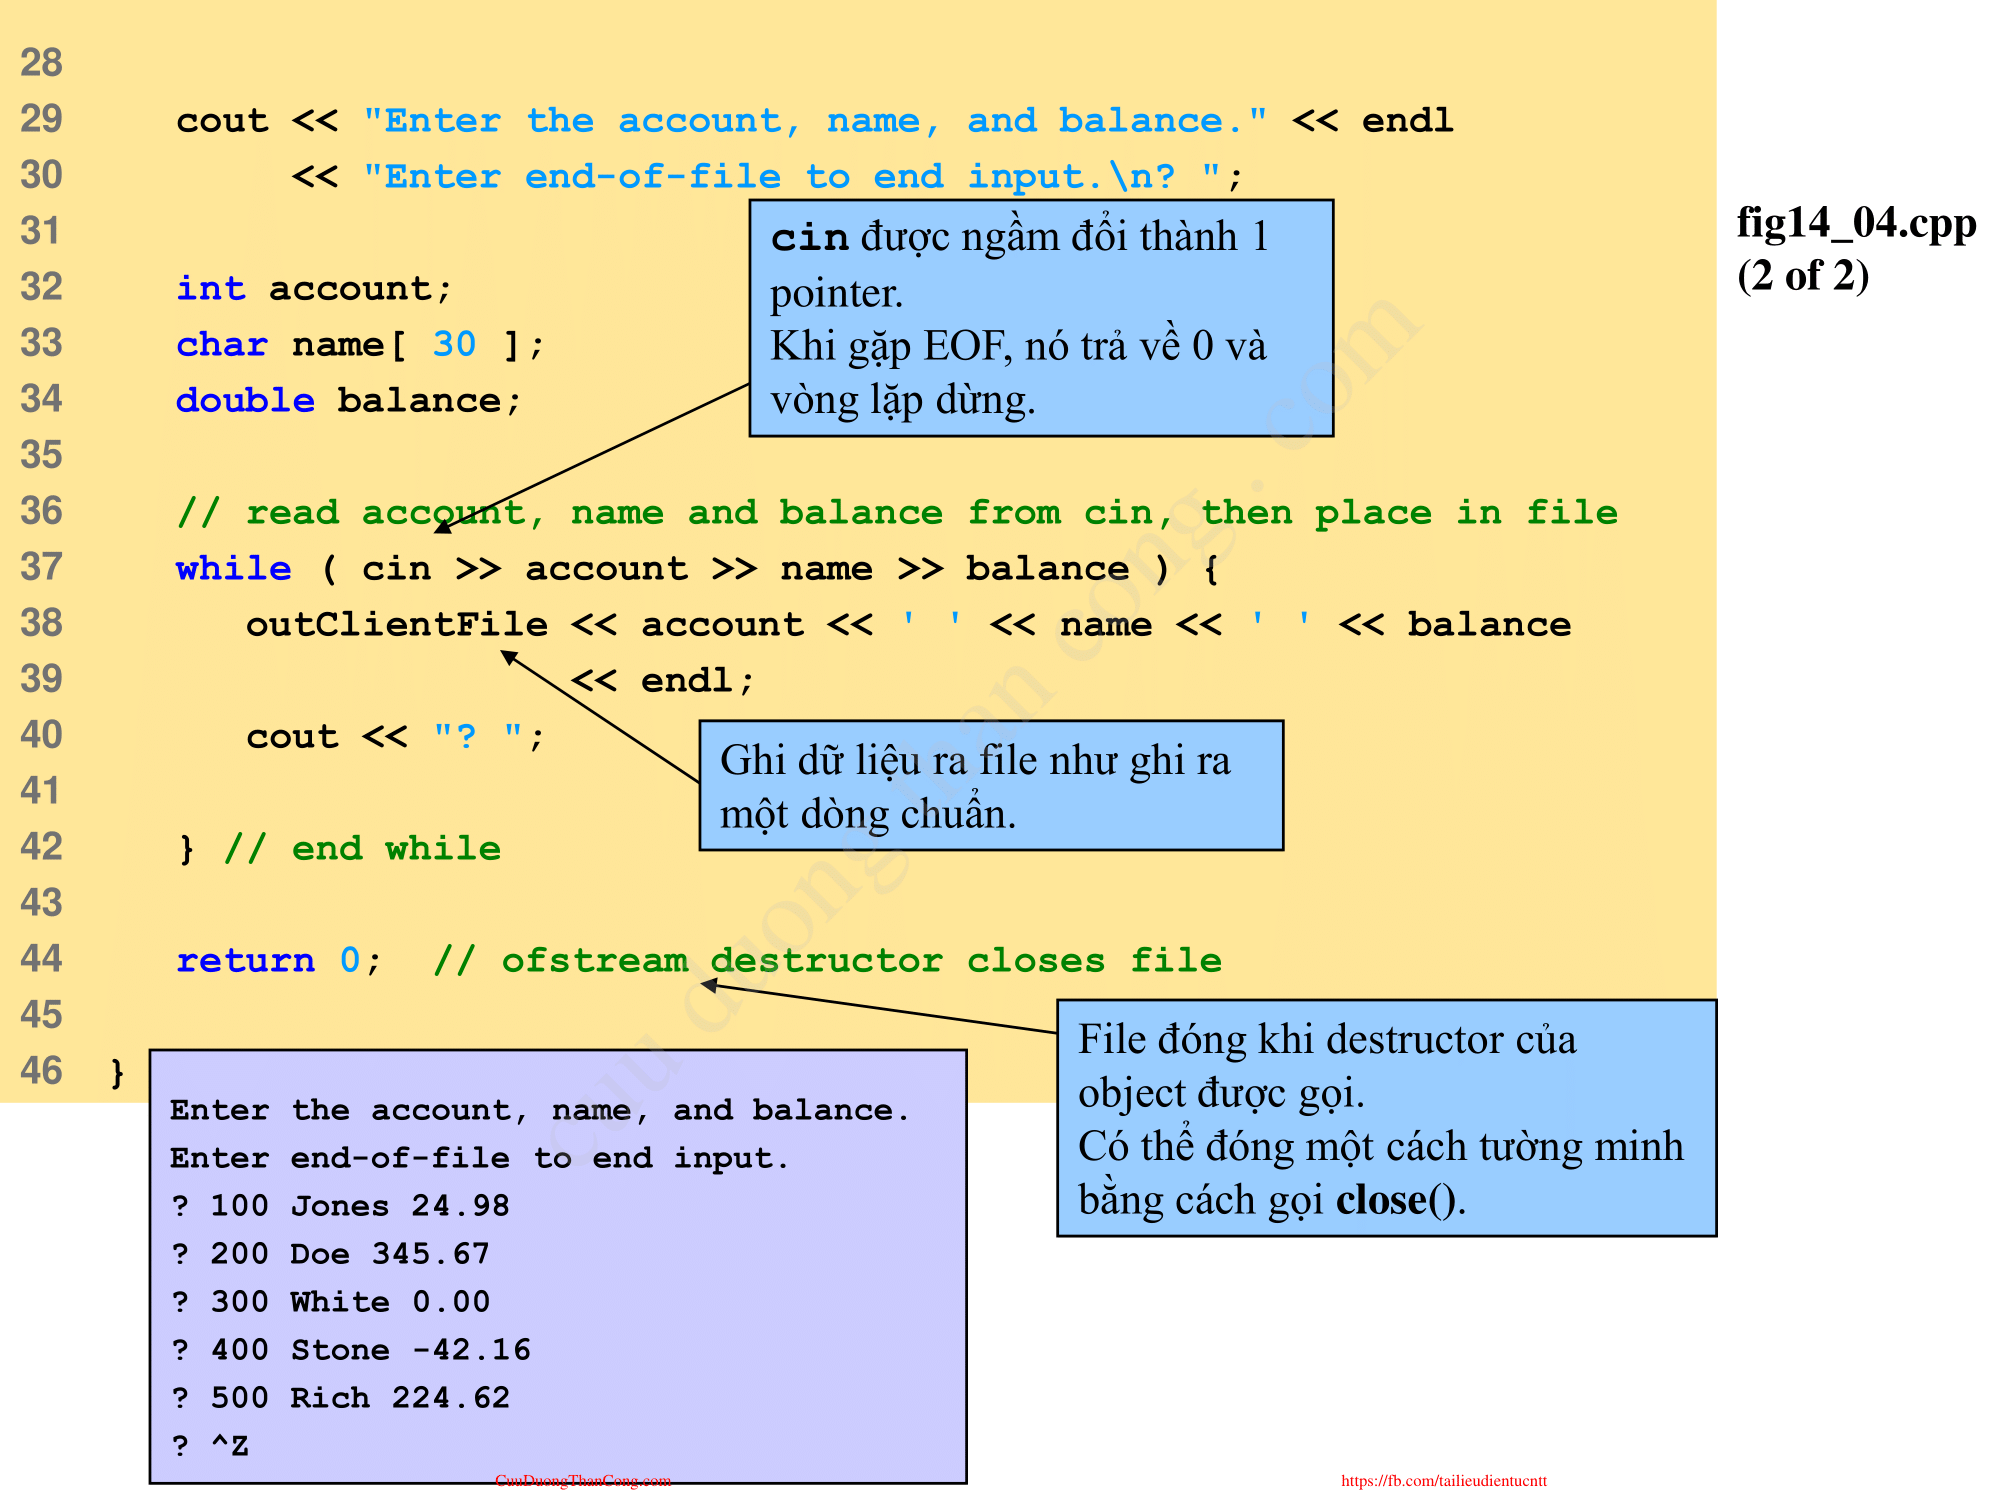 28
29 cout << "Enter the account, name, and balance." << endl
30 << "Enter end-of-file to end input.\n? ";
31
32 int account;
33 char name[ 30 ];
34 double balance;
35
36 // read account, name and balance from cin, then place in file
37 while ( cin >> account >> name >> balance ) {
38 outClientFile << account << ' ' << name << ' ' << balance
39 << endl;
40 cout << "? ";
41
42 } // end while
43
44 return 0; // ofstream destructor closes file
45
46 }
cin được ngầm đổi thành 1
pointer.
Khi gặp EOF, nó trả về 0 và
vòng lặp dừng.
Ghi dữ liệu ra file như ghi ra
một dòng chuẩn.
File đóng khi destructor của
object được gọi.
Có thể đóng một cách tường minh
bằng cách gọi close().
fig14_04.cpp
(2 of 2)
Enter the account, name, and balance.
Enter end-of-file to end input.
? 100 Jones 24.98
? 200 Doe 345.67
? 300 White 0.00
? 400 Stone -42.16
? 500 Rich 224.62
? ^Z
cuu duong than cong . com
CuuDuongThanCong.com
https://fb.com/tailieudientucntt